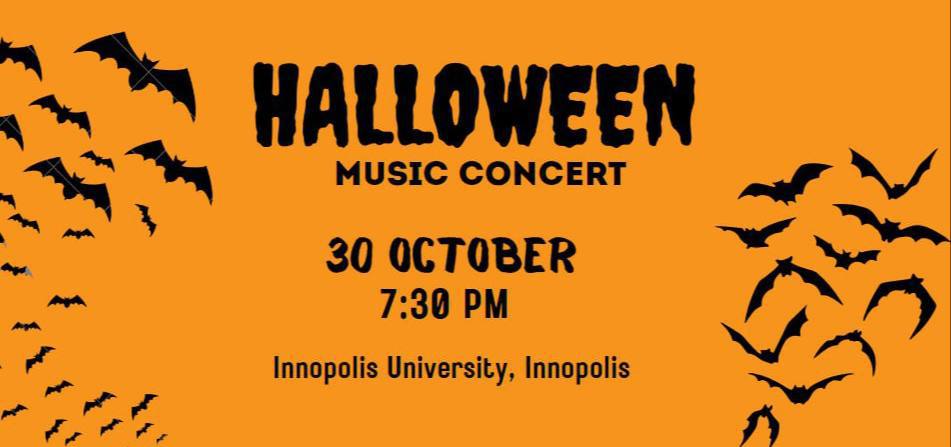 HALLOWEEN
MUSIC CONCERT
30 OCTOBER
7:30 PM
Innopolis University, Innopolis